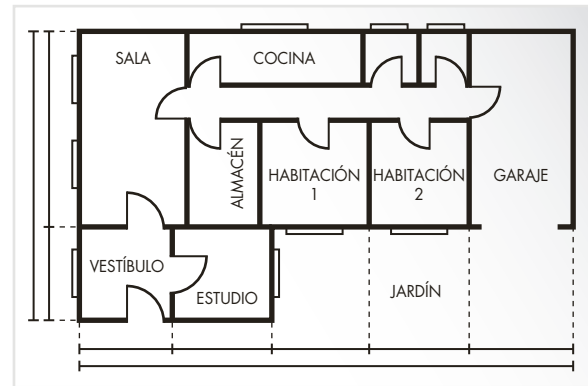 SALA
COCINA
ALMACÉN
HABITACIÓN
1
HABITACIÓN
2
GARAJE
VESTÍBULO
ESTUDIO
JARDÍN